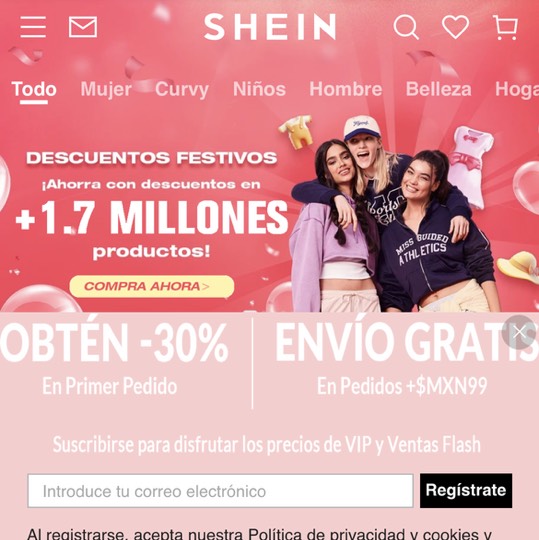 SHEIN
Todo Mujer Curvy Niños Hombre Belleza Hoga
DESCUENTOS FESTIVOS
¡Ahorra con descuentos en
+1.7 MILLONES
productos!
COMPRA AHORA>
MISS GUIDED
ATHLETICS
OBTÉN -30%
En Primer Pedido
ENVÍO GRATIS
En Pedidos +$MXN99
Suscribirse para disfrutar los precios de VIP y Ventas Flash
Introduce tu correo electrónico
Regístrate
Al registrarse, acepta nuestra Política de privacidad y cookies y